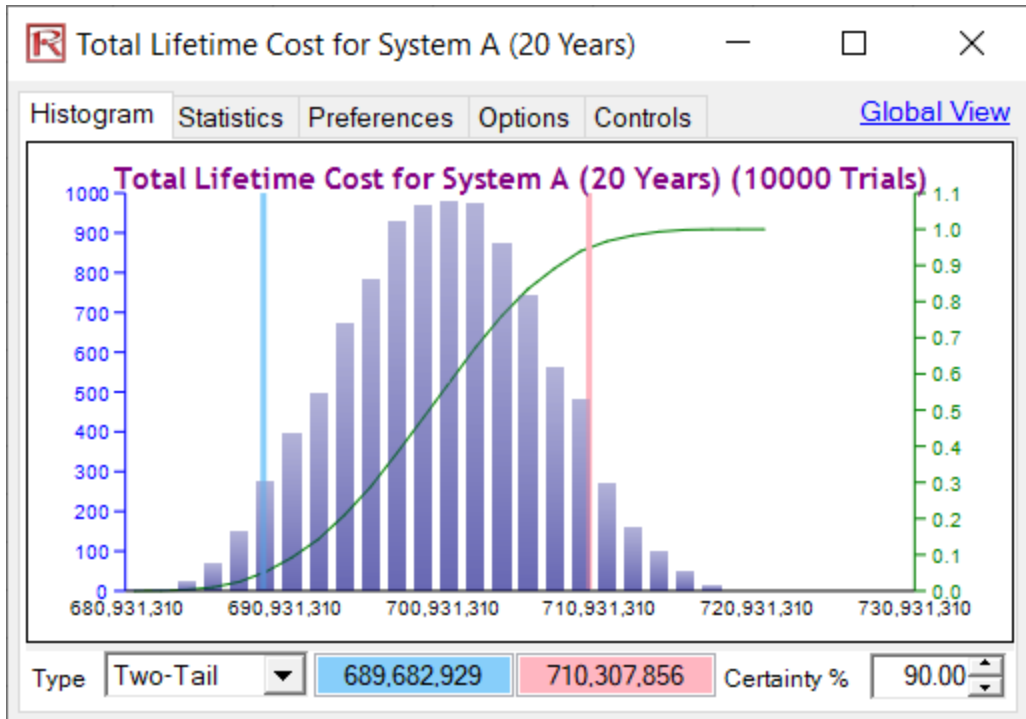 Total Lifetime Cost for System A (20 Years)
Histogram Statistics Preferences Options Controls Global View
Total Lifetime Cost for System A (20 Years) (10000 Trials)
1000 1.1
900 1.0
800 0.9
700 0.8
600 0.7
500 0.6
400 0.5
300 0.4
200 0.3
100 0.2
0 0.1
0.0
680,931,310 690,931,310 700,931,310 710,931,310 720,931,310 730,931,310
Type Two-Tail 689,682,929 710,307,856 Certainty % 90.00